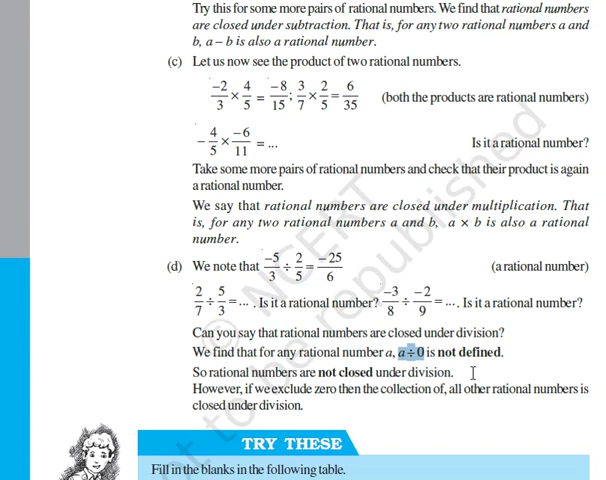 Try this for some more pairs of rational numbers. We find that rational numbers
are closed under subtraction. That is, for any two rational numbers a and
b, a – b is also a rational number.
(c) Let us now see the product of two rational numbers.
-2/3 × 4/5 = -8/15; 3/7 × 2/5 = 6/35 (both the products are rational numbers)
-4/5 × -6/11 = ... Is it a rational number?
Take some more pairs of rational numbers and check that their product is again
a rational number.
We say that rational numbers are closed under multiplication. That
is, for any two rational numbers a and b, a × b is also a rational
number.
(d) We note that -5/3 ÷ 2/5 = -25/6 (a rational number)
2/7 ÷ 5/3 = ... . Is it a rational number? -3/8 ÷ -2/9 = .... Is it a rational number?
Can you say that rational numbers are closed under division?
We find that for any rational number a, a ÷ 0 is not defined.
So rational numbers are not closed under division.
However, if we exclude zero then the collection of, all other rational numbers is
closed under division.
TRY THESE
Fill in the blanks in the following table.
© NCERT
not to be republished